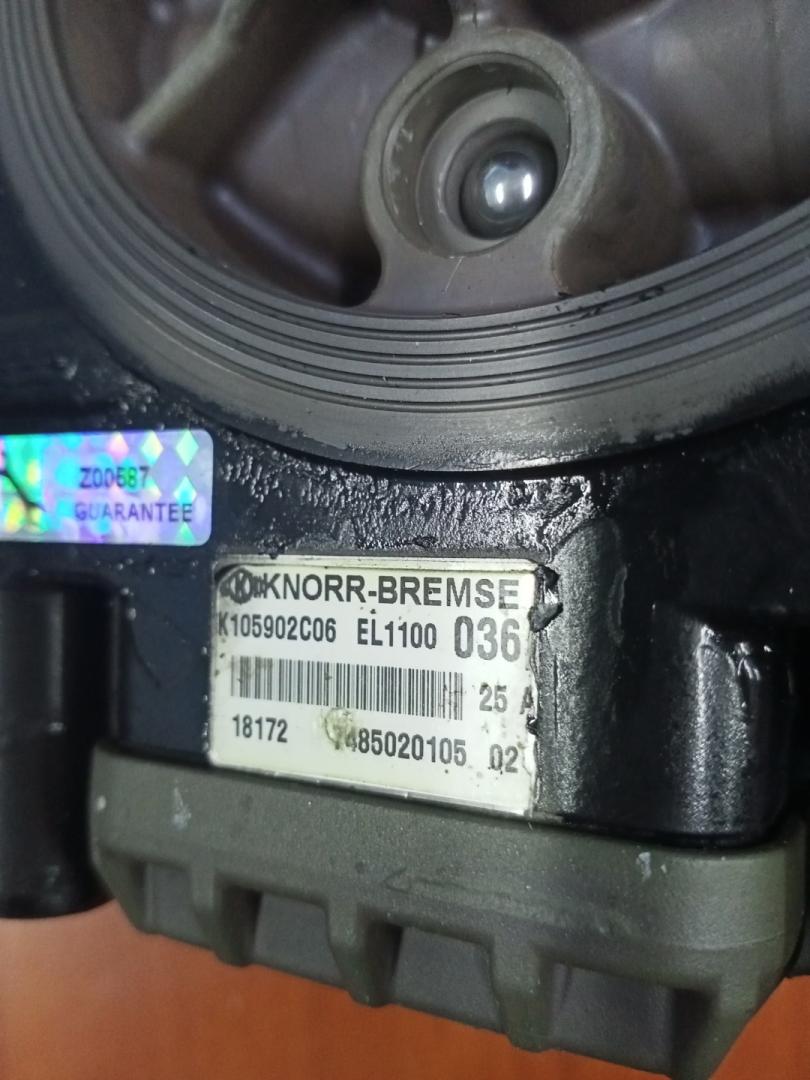 Z00587
GUARANTEE
KNORR-BREMSE
K105902C06 EL1100 036
25 A
18172 7485020105 02